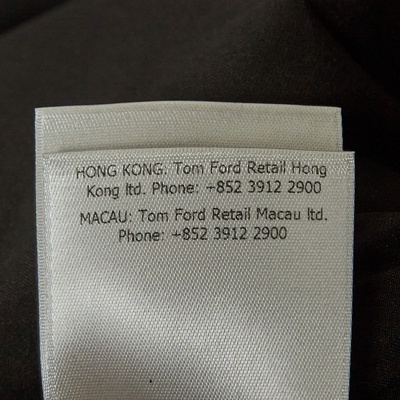 HONG KONG: Tom Ford Retail Hong
Kong ltd. Phone: +852 3912 2900
MACAU: Tom Ford Retail Macau ltd.
Phone: +852 3912 2900